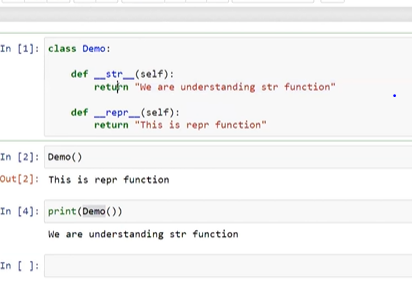 In [1]: class Demo:
def __str__(self):
return "We are understanding str function"
def __repr__(self):
return "This is repr function"
In [2]: Demo()
Out[2]: This is repr function
In [4]: print(Demo())
We are understanding str function
In [ ]: